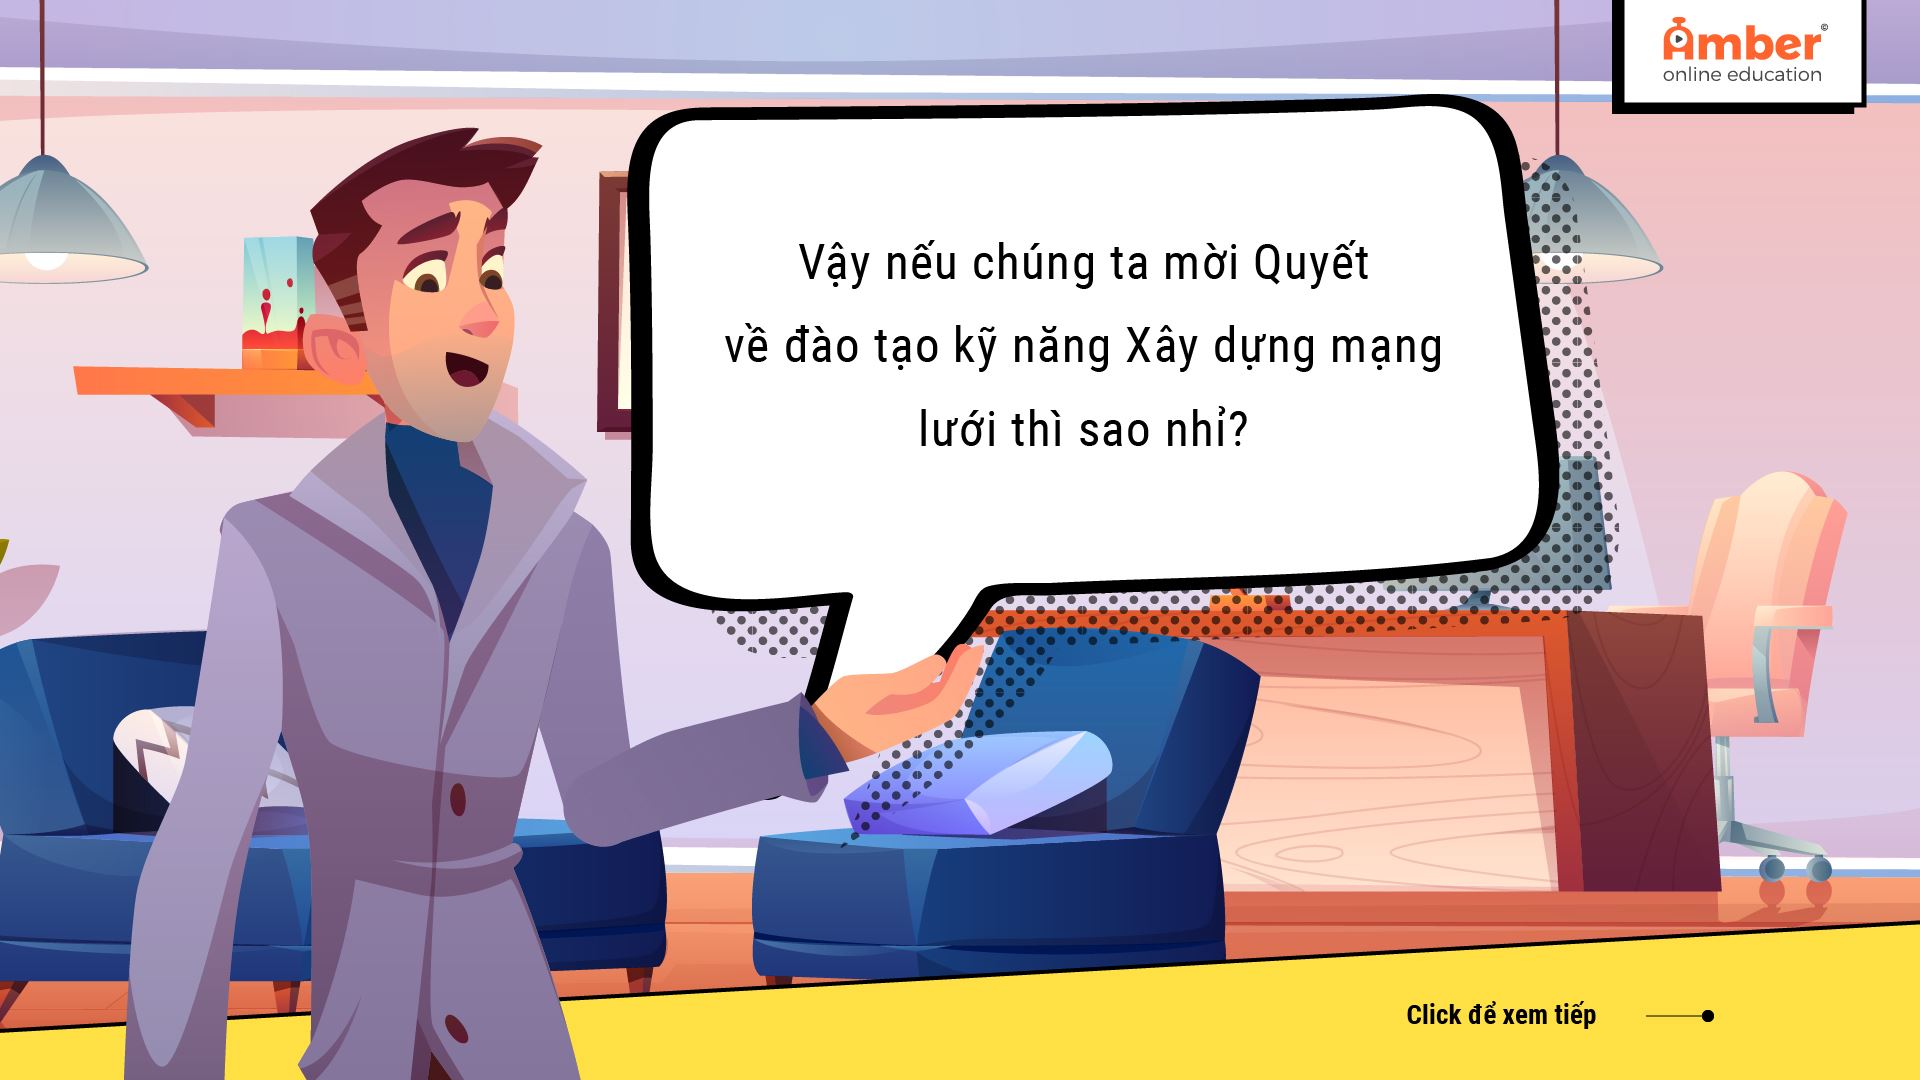 Amber
©
online education
Vậy nếu chúng ta mời Quyết
về đào tạo kỹ năng Xây dựng mạng
lưới thì sao nhỉ?
Click để xem tiếp